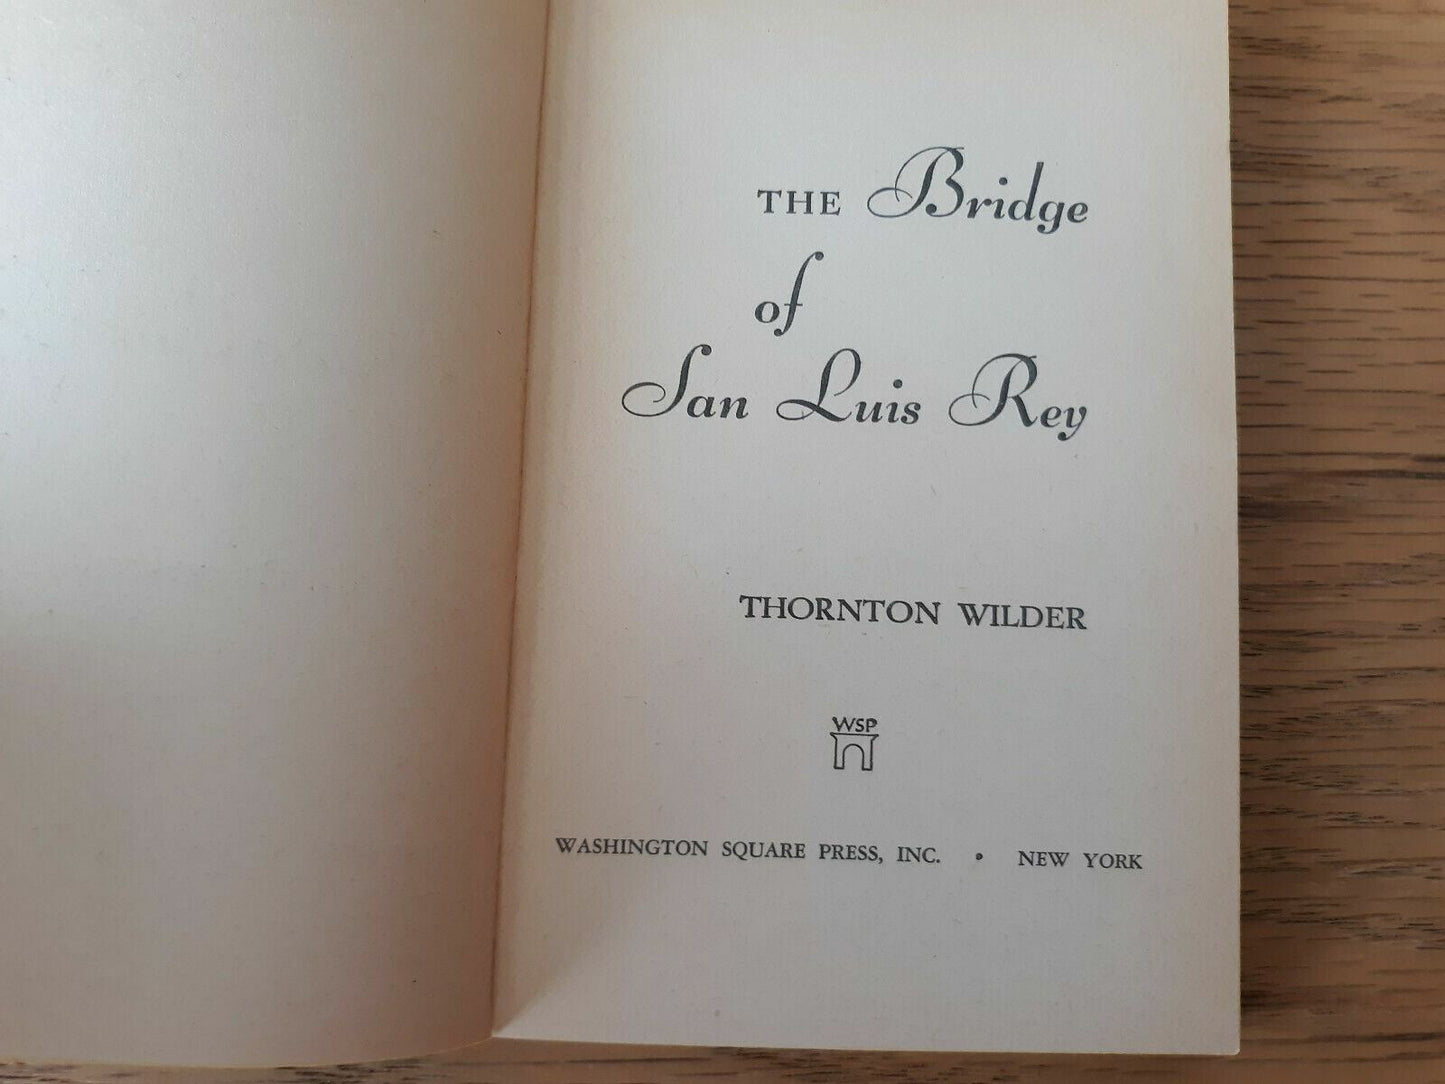 THE Bridge
of
San Luis Rey
THORNTON WILDER
WSP
WASHINGTON SQUARE PRESS, INC. • NEW YORK